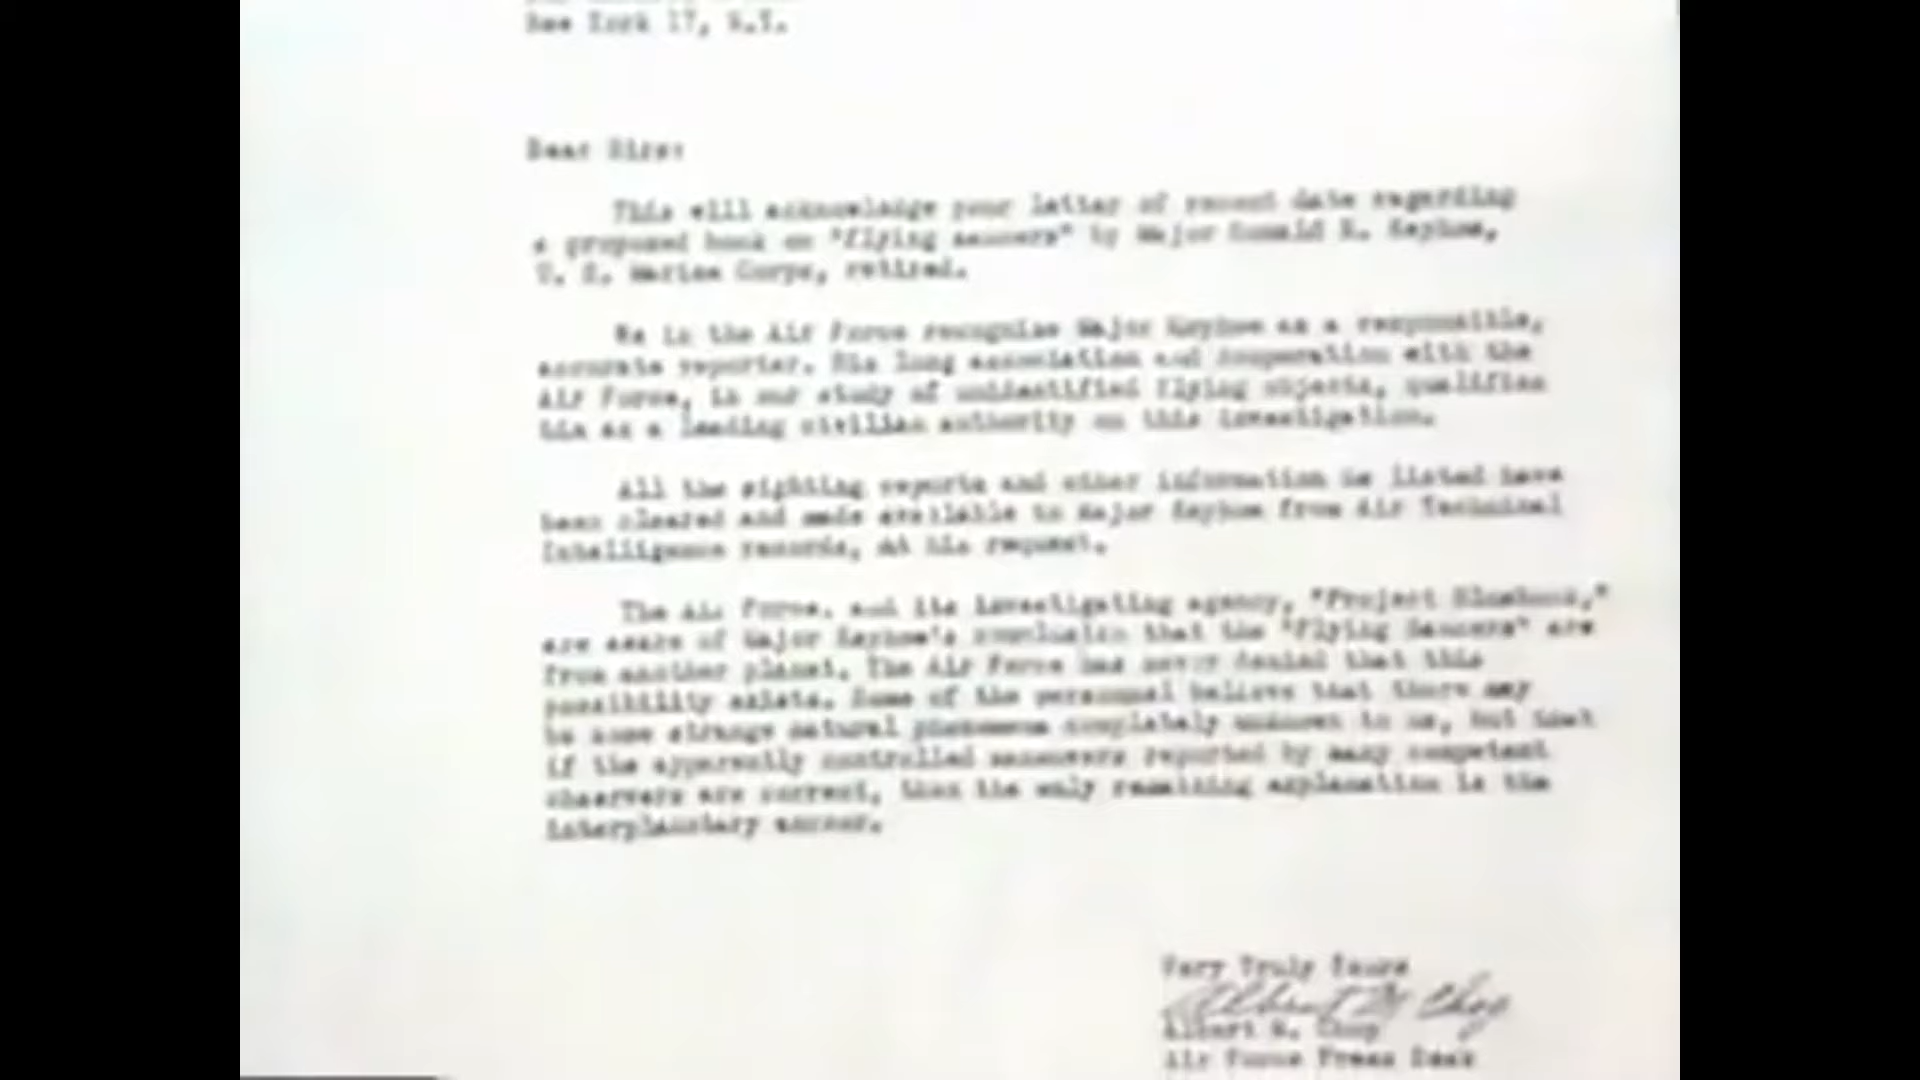 New York 17, N.Y.
Dear Sirs:
This will acknowledge your letter of recent date regarding
a proposed book on "flying saucers" by Major Donald E. Keyhoe,
U. S. Marine Corps, retired.
We in the Air Force recognize Major Keyhoe as a responsible,
accurate reporter. His long association and cooperation with the
Air Force, in our study of unidentified flying objects, qualifies
him as a leading civilian authority on this investigation.
All the sighting reports and other information he listed have
been cleared and made available to Major Keyhoe from Air Technical
Intelligence records, at his request.
The Air Force, and its investigating agency, "Project Bluebook,"
are aware of Major Keyhoe's conclusion that the "Flying Saucers" are
from another planet. The Air Force has never denied that this
possibility exists. Some of the personnel believe that there may
be some strange natural phenomena completely unknown to us, but that
if the apparently controlled maneuvers reported by many competent
observers are correct, then the only remaining explanation is the
interplanetary answer.
Very Truly Yours
Albert M. Chop
Albert M. Chop
Air Force Press Desk